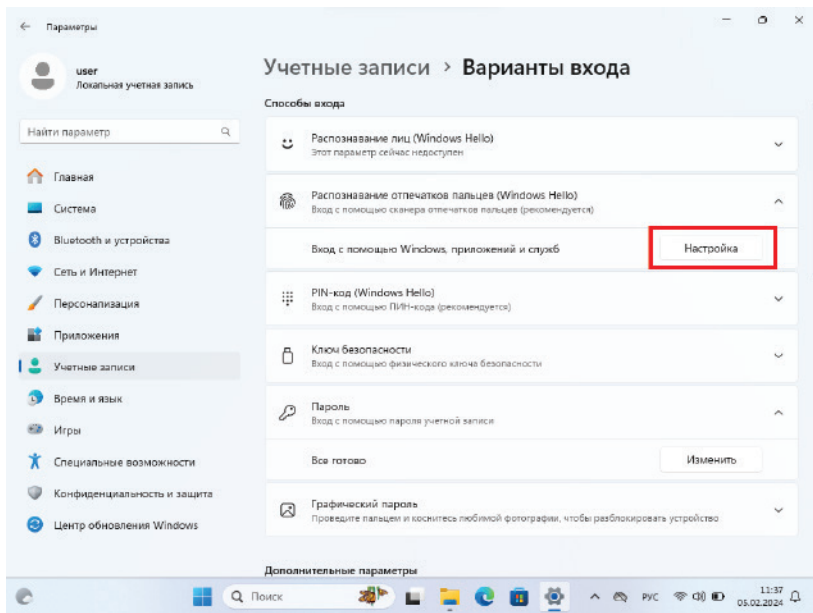 Параметры
user
Локальная учетная запись
Найти параметр
Главная
Система
Bluetooth и устройства
Сеть и Интернет
Персонализация
Приложения
Учетные записи
Время и язык
Игры
Специальные возможности
Конфиденциальность и защита
Центр обновления Windows
Учетные записи > Варианты входа
Способы входа
Распознавание лиц (Windows Hello)
Этот параметр сейчас недоступен
Распознавание отпечатков пальцев (Windows Hello)
Вход с помощью сканера отпечатков пальцев (рекомендуется)
Вход с помощью Windows, приложений и служб
Настройка
PIN-код (Windows Hello)
Вход с помощью ПИН-кода (рекомендуется)
Ключ безопасности
Вход с помощью физического ключа безопасности
Пароль
Вход с помощью пароля учетной записи
Все готово
Изменить
Графический пароль
Проведите пальцем и коснитесь любимой фотографии, чтобы разблокировать устройство
Дополнительные параметры
Поиск
РУС
11:37
05.02.2024